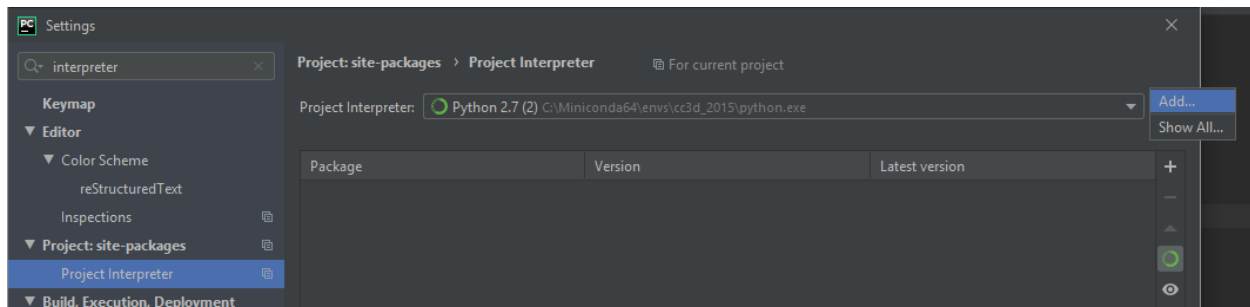 PC Settings
interpreter
Project: site-packages › Project Interpreter For current project
Keymap
Project Interpreter: Python 2.7 (2) C:\Miniconda64\envs\cc3d_2015\python.exe
Add...
Show All...
Editor
Color Scheme
reStructuredText
Inspections
Project: site-packages
Project Interpreter
Build, Execution, Deployment
Package Version Latest version